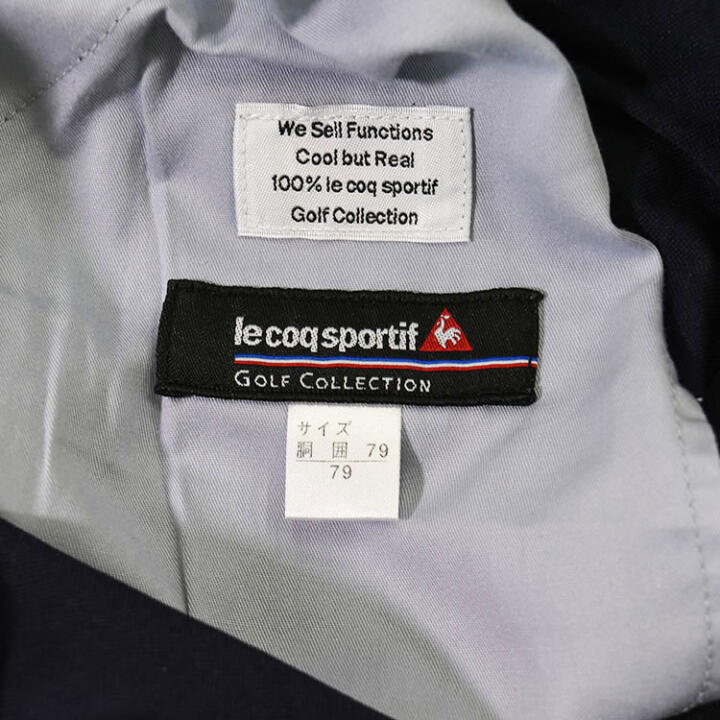 We Sell Functions
Cool but Real
100% le coq sportif
Golf Collection
le coq sportif
GOLF COLLECTION
サイズ
胴囲 79
79